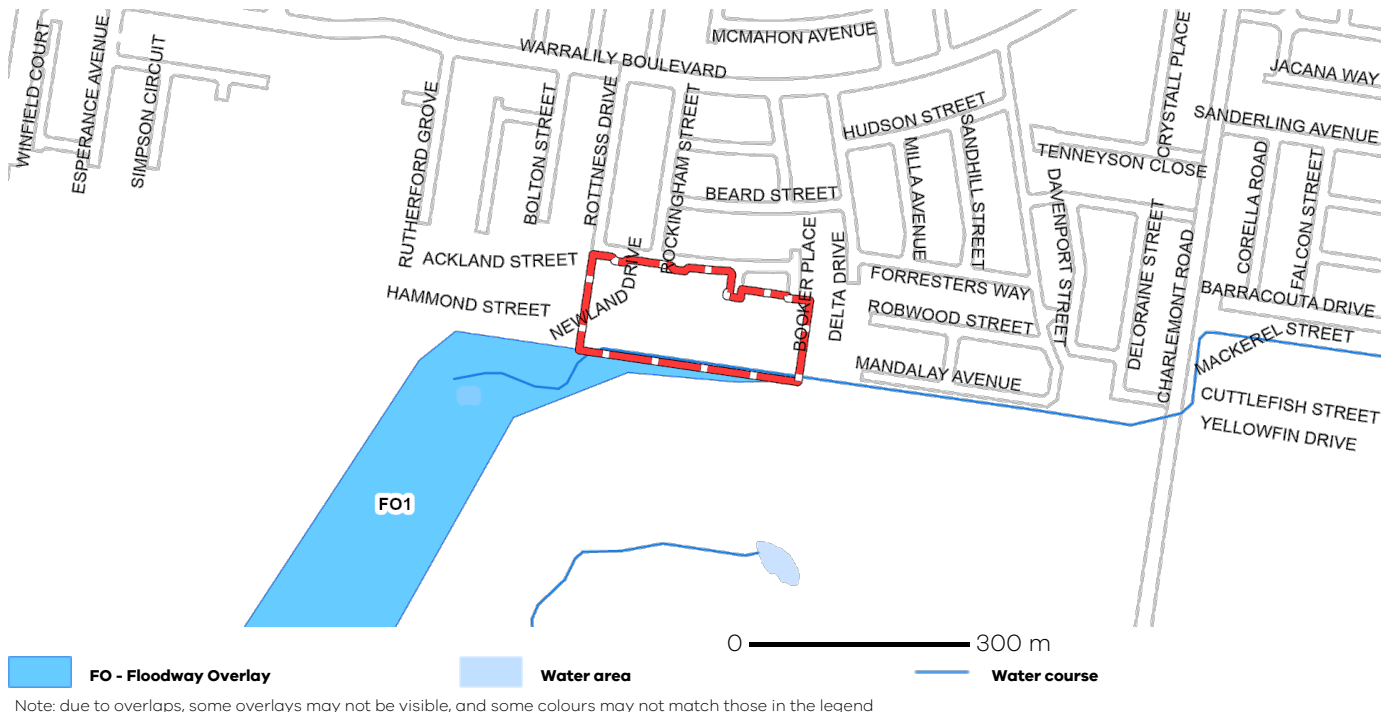 MCMAHON AVENUE
WARRALILY BOULEVARD
WINFIELD COURT
ESPERANCE AVENUE
SIMPSON CIRCUIT
RUTHERFORD GROVE
BOLTON STREET
ROTTNESS DRIVE
ROCKINGHAM STREET
HUDSON STREET
MILLA AVENUE
SANDHILL STREET
CRYSTALL PLACE
JACANA WAY
SANDERLING AVENUE
TENNEYSON CLOSE
BEARD STREET
DAVENPORT STREET
CORELLA ROAD
FALCON STREET
DELORAINE STREET
CHARLEMONT ROAD
ACKLAND STREET
HAMMOND STREET
NEWLAND DRIVE
BOOKER PLACE
DELTA DRIVE
FORRESTERS WAY
ROBWOOD STREET
MANDALAY AVENUE
BARRACOUTA DRIVE
MACKEREL STREET
CUTTLEFISH STREET
YELLOWFIN DRIVE
FO1
0 300 m
FO - Floodway Overlay Water area Water course
Note: due to overlaps, some overlays may not be visible, and some colours may not match those in the legend